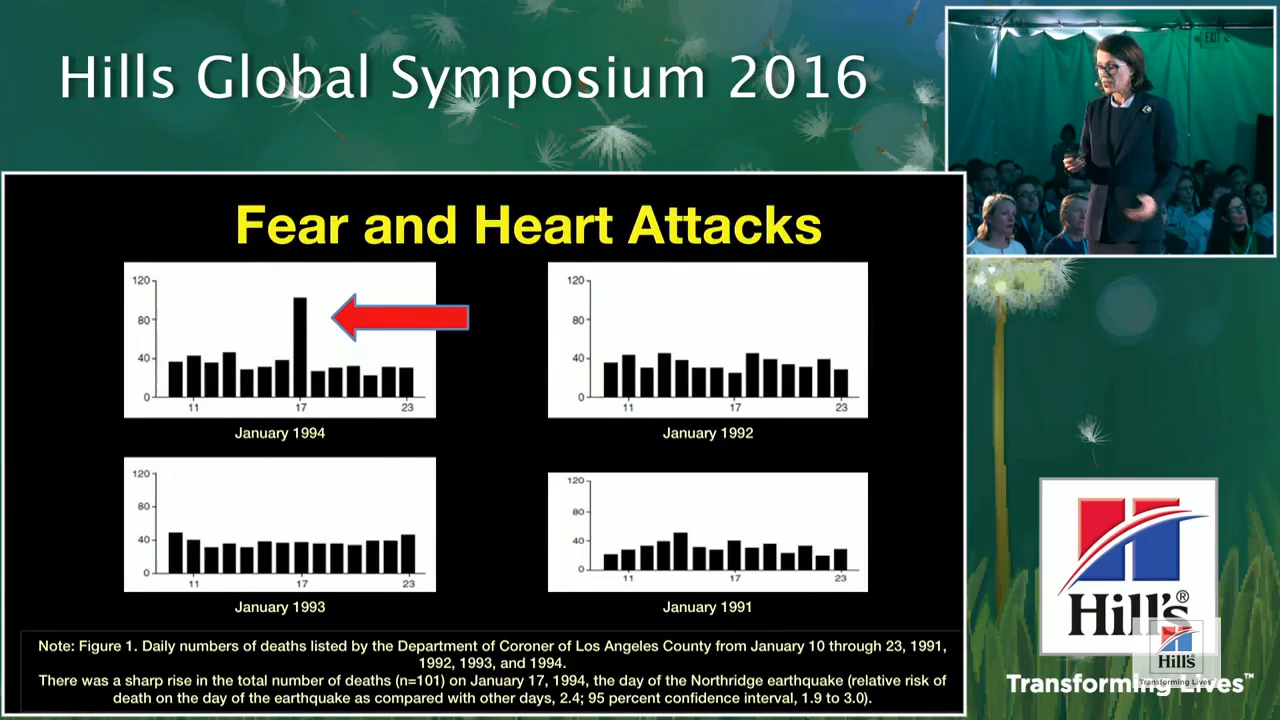 Hills Global Symposium 2016
EXIT
Fear and Heart Attacks
120
80
40
0
11
17
23
January 1994
120
80
40
0
11
17
23
January 1992
120
80
40
0
11
17
23
January 1993
120
80
40
0
11
17
23
January 1991
Note: Figure 1. Daily numbers of deaths listed by the Department of Coroner of Los Angeles County from January 10 through 23, 1991,
1992, 1993, and 1994.
There was a sharp rise in the total number of deaths (n=101) on January 17, 1994, the day of the Northridge earthquake (relative risk of
death on the day of the earthquake as compared with other days, 2.4; 95 percent confidence interval, 1.9 to 3.0).
Hill's®
Hill's
Transforming Lives™
Transforming Lives™